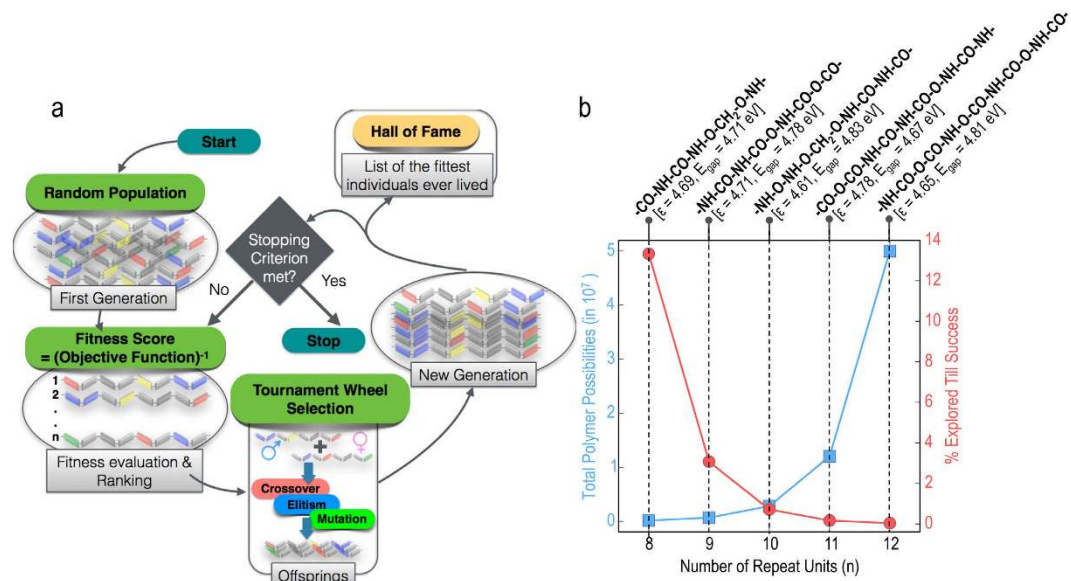 a
Start
Random Population
First Generation
Fitness Score
= (Objective Function)⁻¹
1
2
.
.
n
Fitness evaluation &
Ranking
Stopping
Criterion
met?
No
Yes
Stop
Hall of Fame
List of the fittest
individuals ever lived
New Generation
Tournament Wheel
Selection
♂ + ♀
Crossover
Elitism
Mutation
Offsprings
b
-CO-NH-CO-NH-O-CH₂-O-NH-
[ε = 4.69, E_gap = 4.71 eV]
-NH-CO-NH-CO-O-NH-CO-O-CO-
[ε = 4.71, E_gap = 4.78 eV]
-NH-O-NH-O-CH₂-O-NH-CO-NH-CO-
[ε = 4.61, E_gap = 4.83 eV]
-CO-O-CO-NH-CO-NH-CO-O-NH-CO-NH-
[ε = 4.78, E_gap = 4.67 eV]
-NH-CO-O-CO-NH-O-CO-NH-CO-O-NH-CO-
[ε = 4.65, E_gap = 4.81 eV]
Total Polymer Possibilities (in 10⁷)
5
4
3
2
1
0
14
12
10
8
6
4
2
0
% Explored Till Success
8 9 10 11 12
Number of Repeat Units (n)